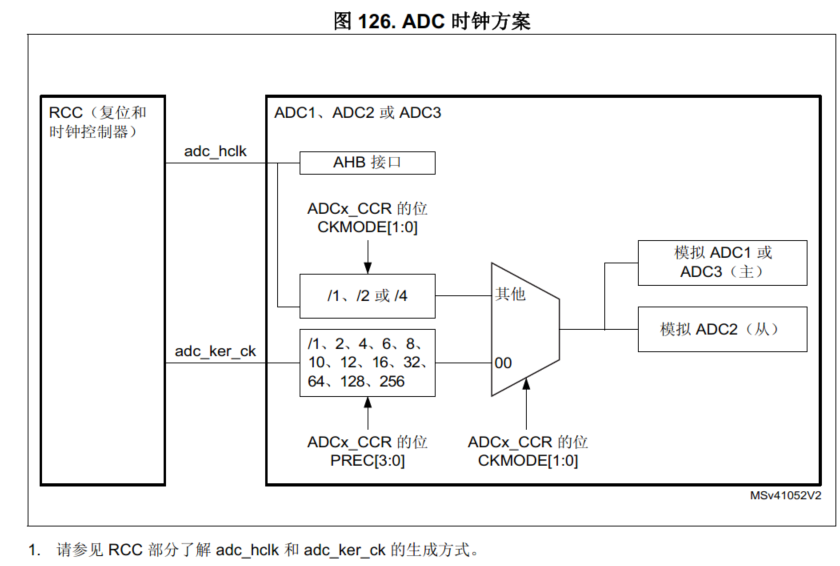 图 126. ADC 时钟方案
RCC（复位和
时钟控制器）
ADC1、ADC2 或 ADC3
adc_hclk
AHB 接口
ADCx_CCR 的位
CKMODE[1:0]
/1、/2 或 /4
其他
模拟 ADC1 或
ADC3（主）
模拟 ADC2（从）
adc_ker_ck
/1、2、4、6、8、
10、12、16、32、
64、128、256
00
ADCx_CCR 的位
PREC[3:0]
ADCx_CCR 的位
CKMODE[1:0]
MSv41052V2
1. 请参见 RCC 部分了解 adc_hclk 和 adc_ker_ck 的生成方式。